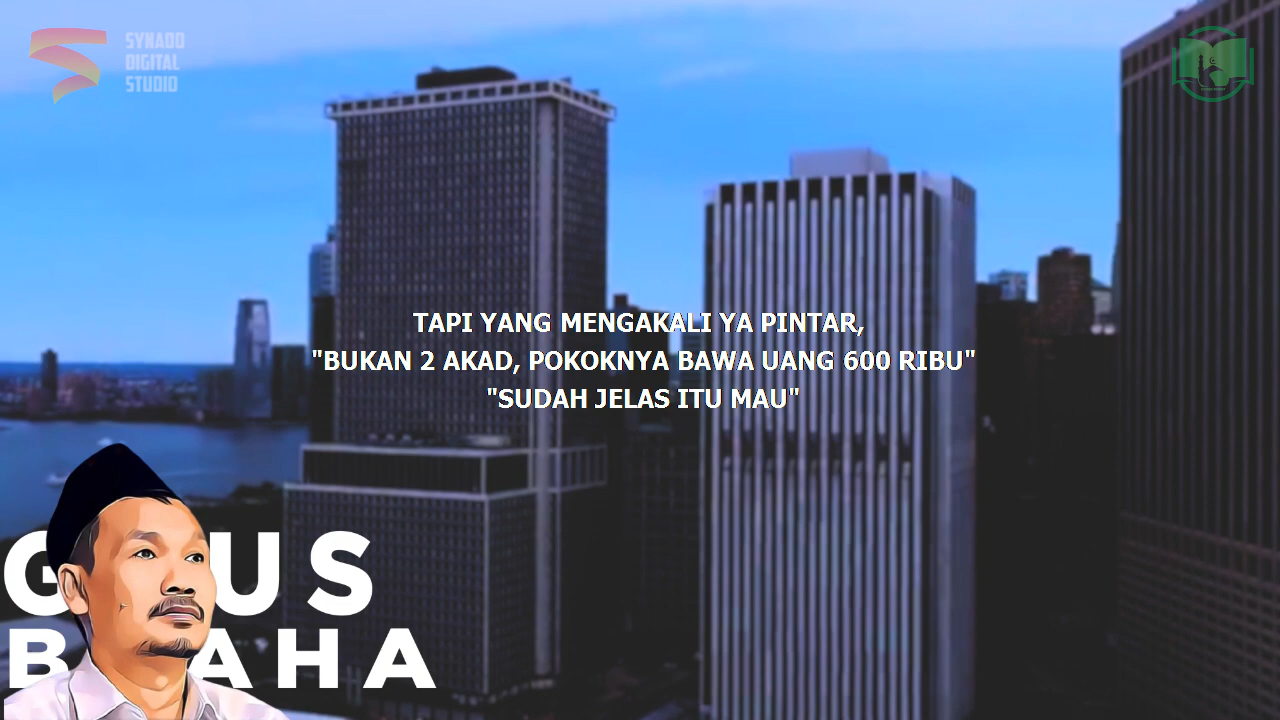 SYNADO
DIGITAL
STUDIO
TAPI YANG MENGAKALI YA PINTAR,
"BUKAN 2 AKAD, POKOKNYA BAWA UANG 600 RIBU"
"SUDAH JELAS ITU MAU"
GUS
BAHA